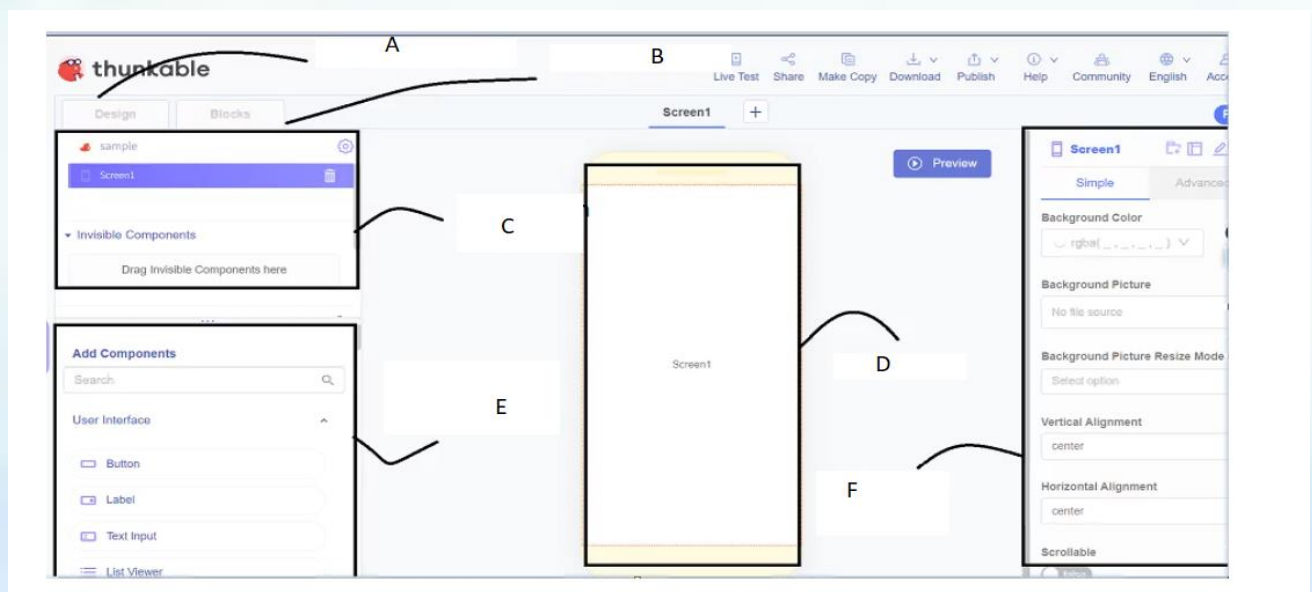 A
B
thunkable
Live Test Share Make Copy Download Publish Help Community English
Design Blocks
Screen1 +
sample
Screen1
Preview
Screen1
Simple Advanced
Invisible Components
Drag Invisible Components here
C
Background Color
rgba( _ , _ , _ , _ )
Background Picture
No file source
Add Components
Search
User Interface
Button
Label
Text Input
List Viewer
E
Screen1
D
Background Picture Resize Mode
Select option
Vertical Alignment
center
F
Horizontal Alignment
center
Scrollable